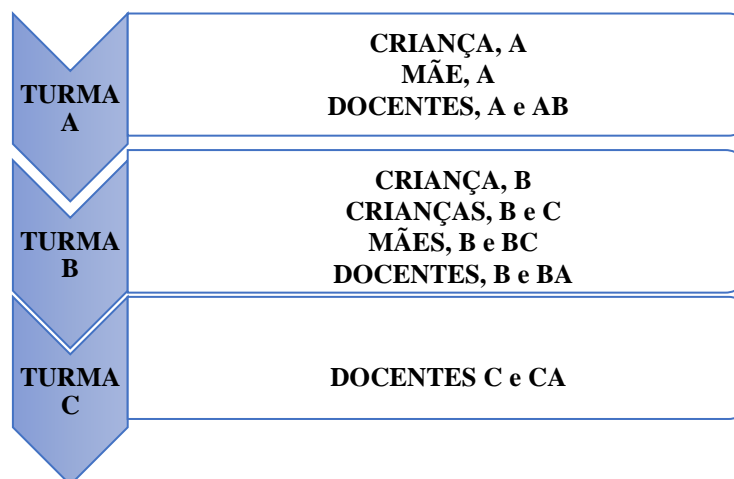 TURMA
A
CRIANÇA, A
MÃE, A
DOCENTES, A e AB
TURMA
B
CRIANÇA, B
CRIANÇAS, B e C
MÃES, B e BC
DOCENTES, B e BA
TURMA
C
DOCENTES C e CA